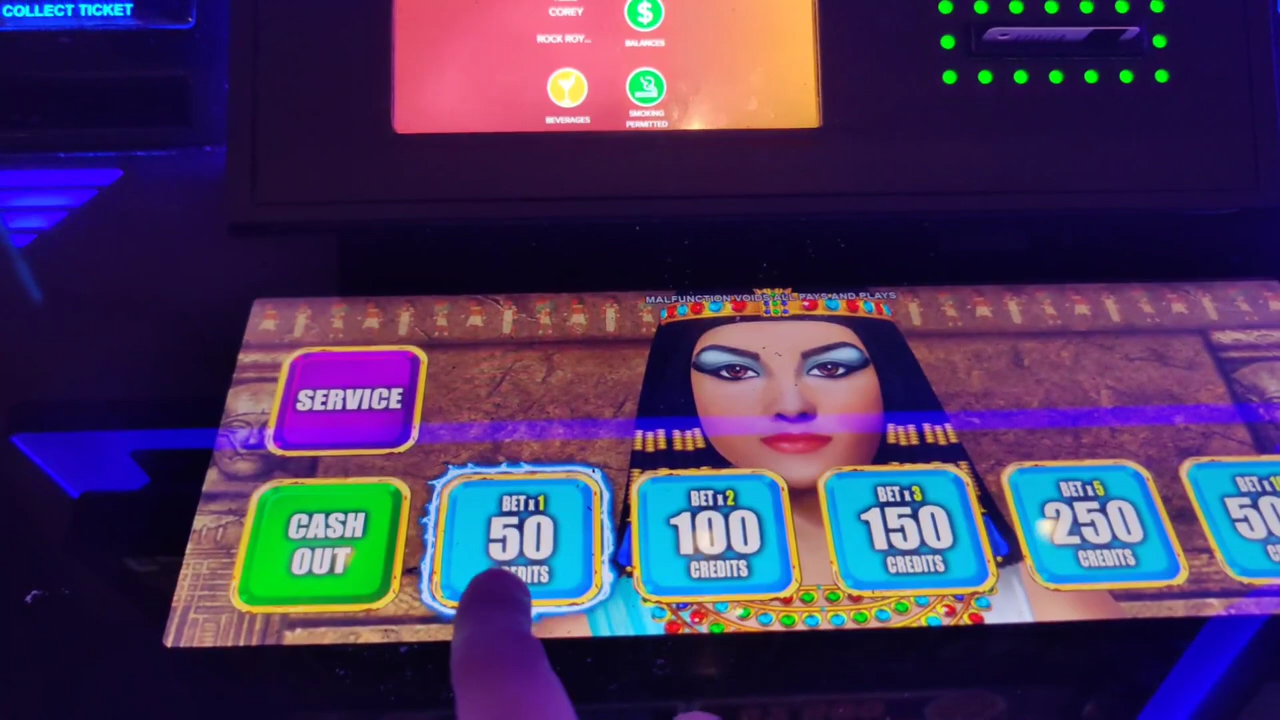 COLLECT TICKET
COREY
ROCK ROY...
BALANCES
BEVERAGES
SMOKING
PERMITTED
MALFUNCTION VOIDS ALL PAYS AND PLAYS
SERVICE
CASH
OUT
BET x 1
50
BET x 2
100
CREDITS
BET x 3
150
CREDITS
BET x 5
250
CREDITS